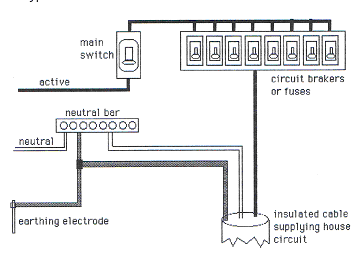 main
switch
active
circuit brakers
or fuses
neutral bar
neutral
earthing electrode
insulated cable
supplying house
circuit